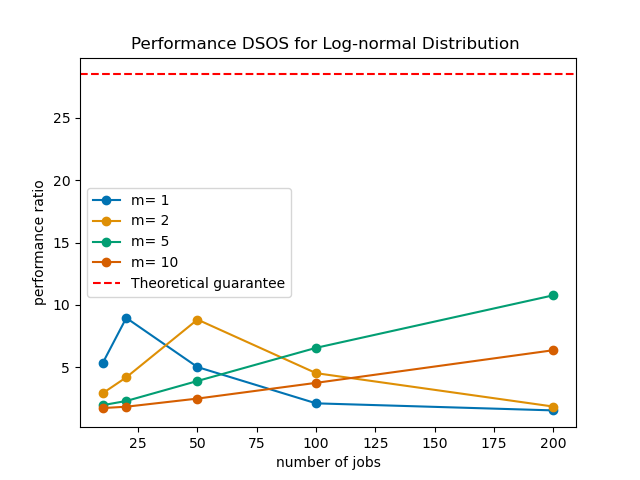 Performance DSOS for Log-normal Distribution
performance ratio
25
20
15
10
5
m= 1
m= 2
m= 5
m= 10
Theoretical guarantee
25 50 75 100 125 150 175 200
number of jobs